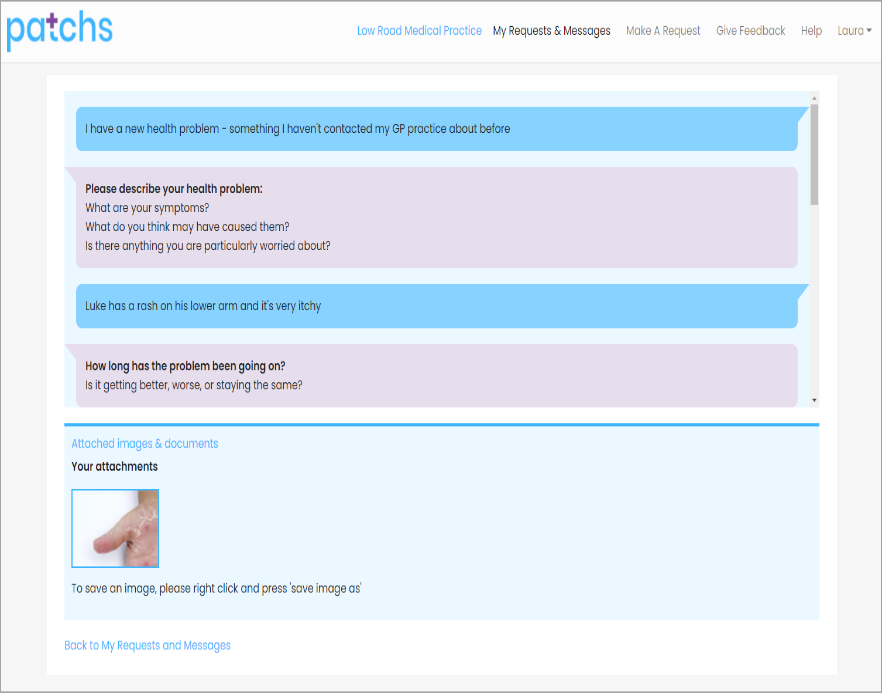 patchs
Low Road Medical Practice My Requests & Messages Make A Request Give Feedback Help Laura
I have a new health problem - something I haven't contacted my GP practice about before
Please describe your health problem:
What are your symptoms?
What do you think may have caused them?
Is there anything you are particularly worried about?
Luke has a rash on his lower arm and it's very itchy
How long has the problem been going on?
Is it getting better, worse, or staying the same?
Attached images & documents
Your attachments
To save an image, please right click and press 'save image as'
Back to My Requests and Messages